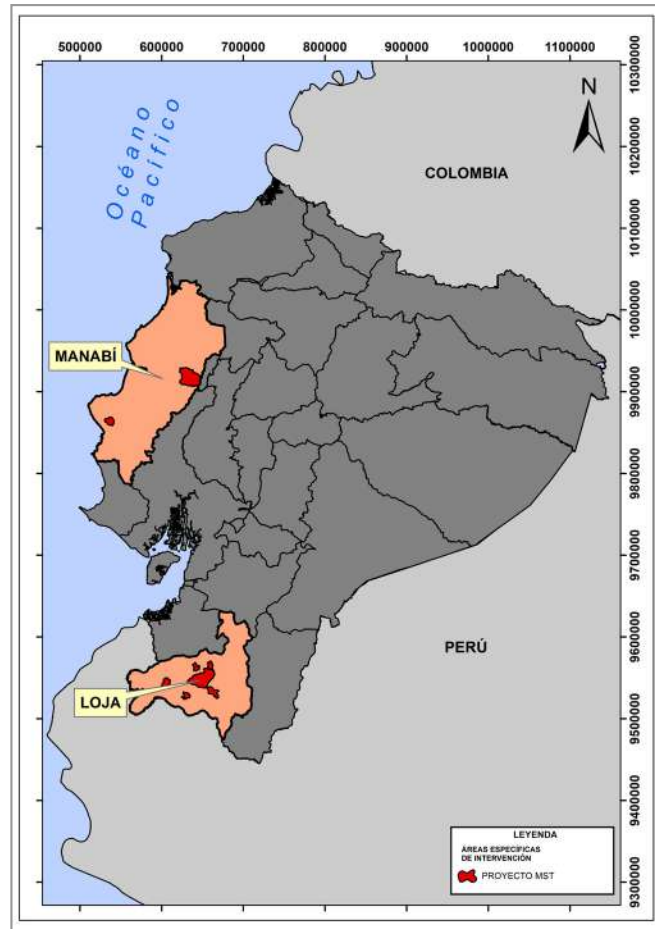 500000 600000 700000 800000 900000 1000000 1100000
10300000
10200000
10100000
10000000
9900000
9800000
9700000
9600000
9500000
9400000
9300000
N
Océano
Pacífico
COLOMBIA
MANABÍ
PERÚ
LOJA
LEYENDA
ÁREAS ESPECÍFICAS
DE INTERVENCIÓN
PROYECTO MST